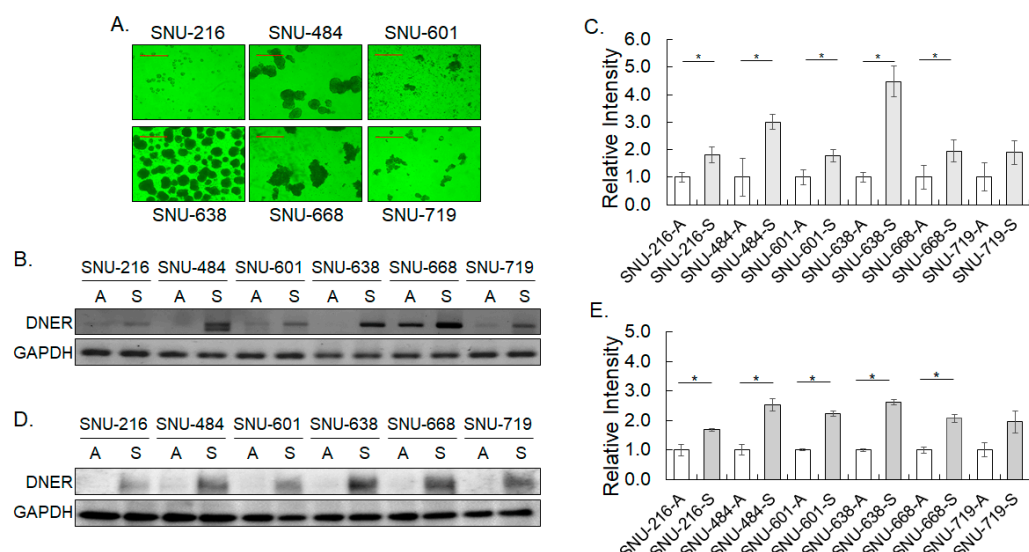 A.
SNU-216 SNU-484 SNU-601
SNU-638 SNU-668 SNU-719
B.
SNU-216 SNU-484 SNU-601 SNU-638 SNU-668 SNU-719
A S A S A S A S A S A S
DNER
GAPDH
D.
SNU-216 SNU-484 SNU-601 SNU-638 SNU-668 SNU-719
A S A S A S A S A S A S
DNER
GAPDH
C.
Relative Intensity
6.0
5.0
4.0
3.0
2.0
1.0
0.0
* * * * *
SNU-216-A
SNU-216-S
SNU-484-A
SNU-484-S
SNU-601-A
SNU-601-S
SNU-638-A
SNU-638-S
SNU-668-A
SNU-668-S
SNU-719-A
SNU-719-S
E.
Relative Intensity
5.0
4.0
3.0
2.0
1.0
0.0
* * * * *
SNU-216-A
SNU-216-S
SNU-484-A
SNU-484-S
SNU-601-A
SNU-601-S
SNU-638-A
SNU-638-S
SNU-668-A
SNU-668-S
SNU-719-A
SNU-719-S